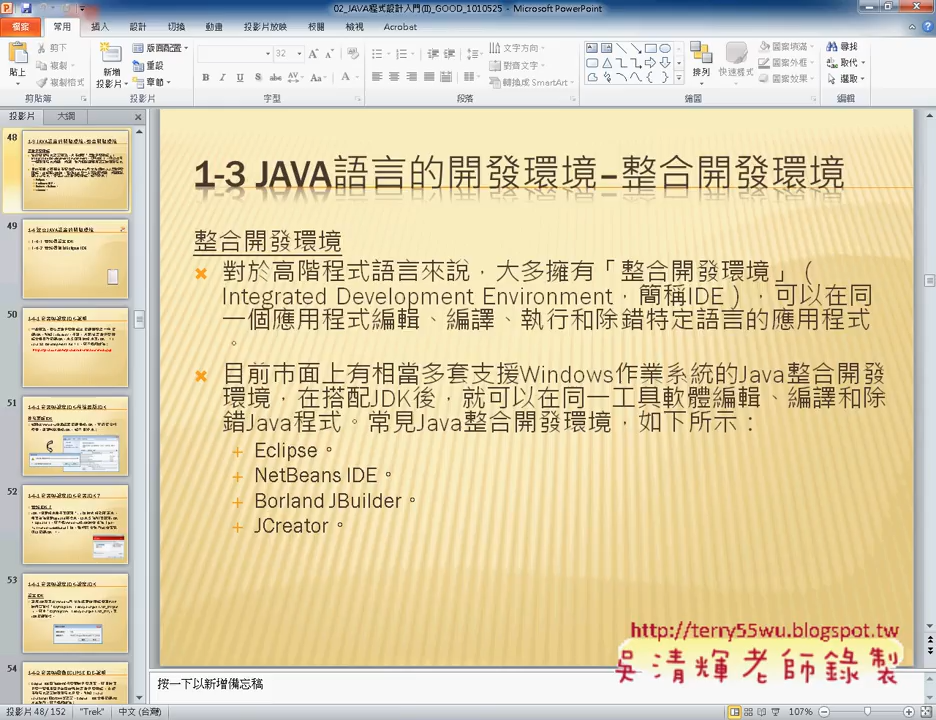 02_JAVA程式設計入門(II)_GOOD_1010525 - Microsoft PowerPoint
檔案 常用 插入 設計 切換 動畫 投影片放映 校閱 檢視 Acrobat
貼上 剪下 複製 複製格式 剪貼簿
新增 投影片 版面配置 重設 章節 投影片
32 字型
文字方向 對齊文字 轉換成 SmartArt 段落
排列 快速樣式 圖案填滿 圖案外框 圖案效果 繪圖
尋找 取代 選取 編輯
投影片 大綱
48
49
50
51
52
53
54
1-3 JAVA語言的開發環境–整合開發環境
整合開發環境
對於高階程式語言來說，大多擁有「整合開發環境」（
Integrated Development Environment，簡稱IDE），可以在同
一個應用程式編輯、編譯、執行和除錯特定語言的應用程式
。
目前市面上有相當多套支援Windows作業系統的Java整合開發
環境，在搭配JDK後，就可以在同一工具軟體編輯、編譯和除
錯Java程式。常見Java整合開發環境，如下所示：
+ Eclipse。
+ NetBeans IDE。
+ Borland JBuilder。
+ JCreator。
http://terry55wu.blogspot.tw
吳清輝老師錄製
按一下以新增備忘稿
投影片 48/152 "Trek" 中文 (台灣) 107%